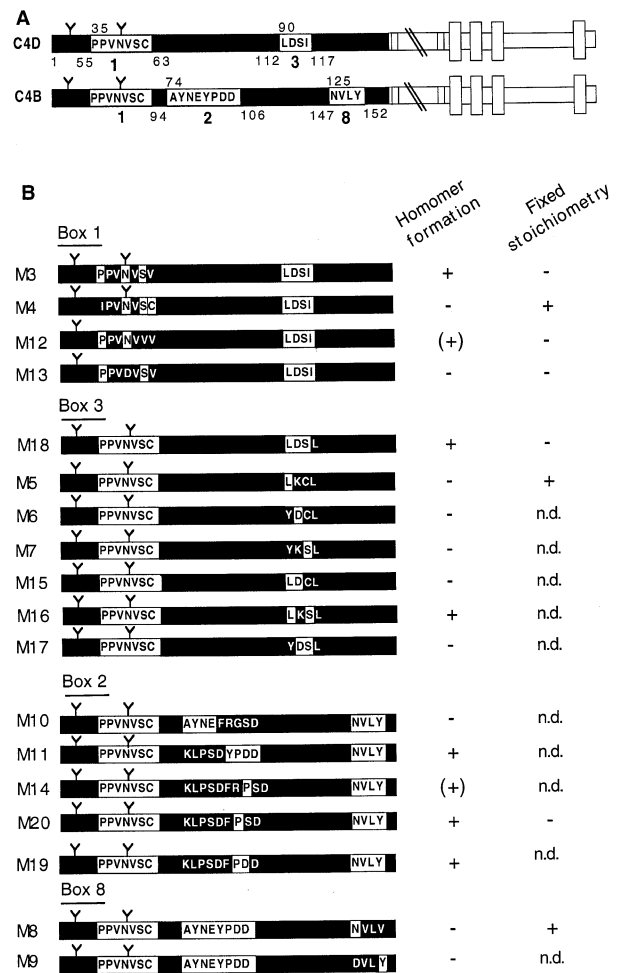 A
35 90
C4D PPVNVSC LDSI
1 55 1 63 112 3 117
74 125
C4B PPVNVSC AYNEYPDD NVLY
1 94 2 106 147 8 152
B
Homomer formation
Fixed stoichiometry
Box 1
M3 PPVNVSV LDSI + -
M4 IPVNVSC LDSI - +
M12 PPVNVVV LDSI (+) -
M13 PPVDVSV LDSI - -
Box 3
M18 PPVNVSC LDSL + -
M5 PPVNVSC LKCL - +
M6 PPVNVSC YDCL - n.d.
M7 PPVNVSC YKSL - n.d.
M15 PPVNVSC LDCL - n.d.
M16 PPVNVSC LKSL + n.d.
M17 PPVNVSC YDSL - n.d.
Box 2
M10 PPVNVSC AYNEFRGSD NVLY - n.d.
M11 PPVNVSC KLPSDYPDD NVLY + n.d.
M14 PPVNVSC KLPSDFRPSD NVLY (+) n.d.
M20 PPVNVSC KLPSDFPSD NVLY + -
M19 PPVNVSC KLPSDFPDD NVLY + n.d.
Box 8
M8 PPVNVSC AYNEYPDD NVLV - +
M9 PPVNVSC AYNEYPDD DVLY - n.d.